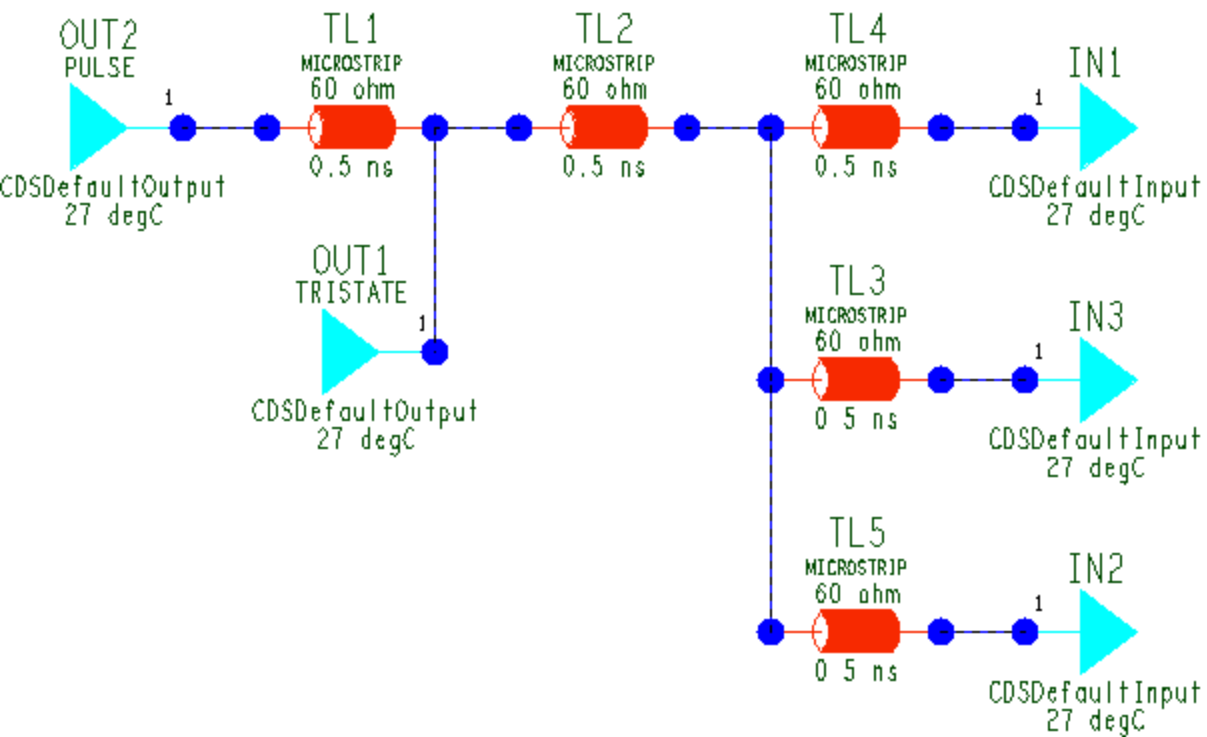 OUT2
PULSE
1
CDSDefaultOutput
27 degC
TL1
MICROSTRIP
60 ohm
0.5 ns
TL2
MICROSTRIP
60 ohm
0.5 ns
TL4
MICROSTRIP
60 ohm
0.5 ns
IN1
1
CDSDefaultInput
27 degC
OUT1
TRISTATE
1
CDSDefaultOutput
27 degC
TL3
MICROSTRIP
60 ohm
0 5 ns
IN3
1
CDSDefaultInput
27 degC
TL5
MICROSTRIP
60 ohm
0 5 ns
IN2
1
CDSDefaultInput
27 degC